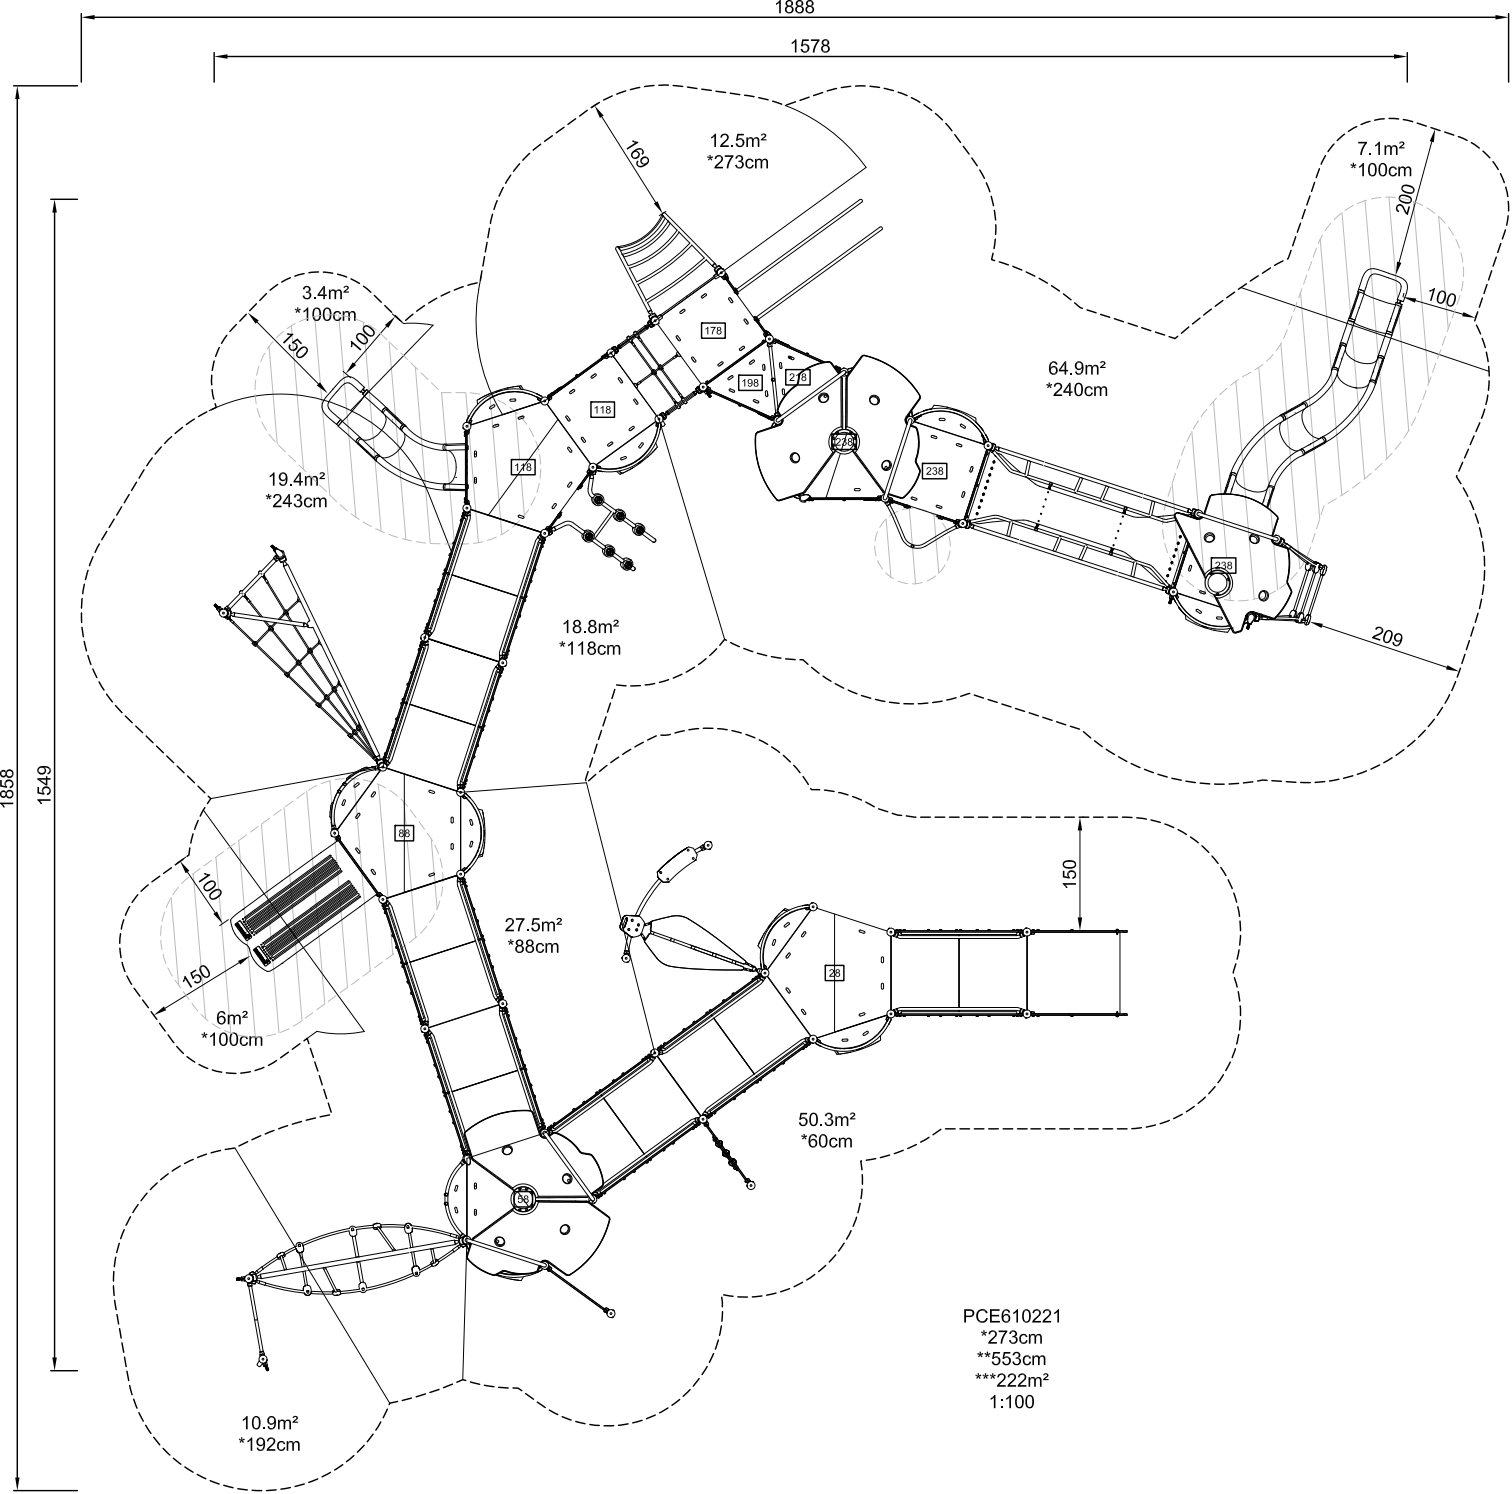 1888
1578
12.5m²
*273cm
169
7.1m²
*100cm
200
1858
1549
3.4m²
*100cm
100
150
100
178
64.9m²
*240cm
198
218
118
118
238
238
19.4m²
*243cm
238
18.8m²
*118cm
209
88
150
100
27.5m²
*88cm
28
150
6m²
*100cm
50.3m²
*60cm
58
PCE610221
*273cm
**553cm
***222m²
1:100
10.9m²
*192cm